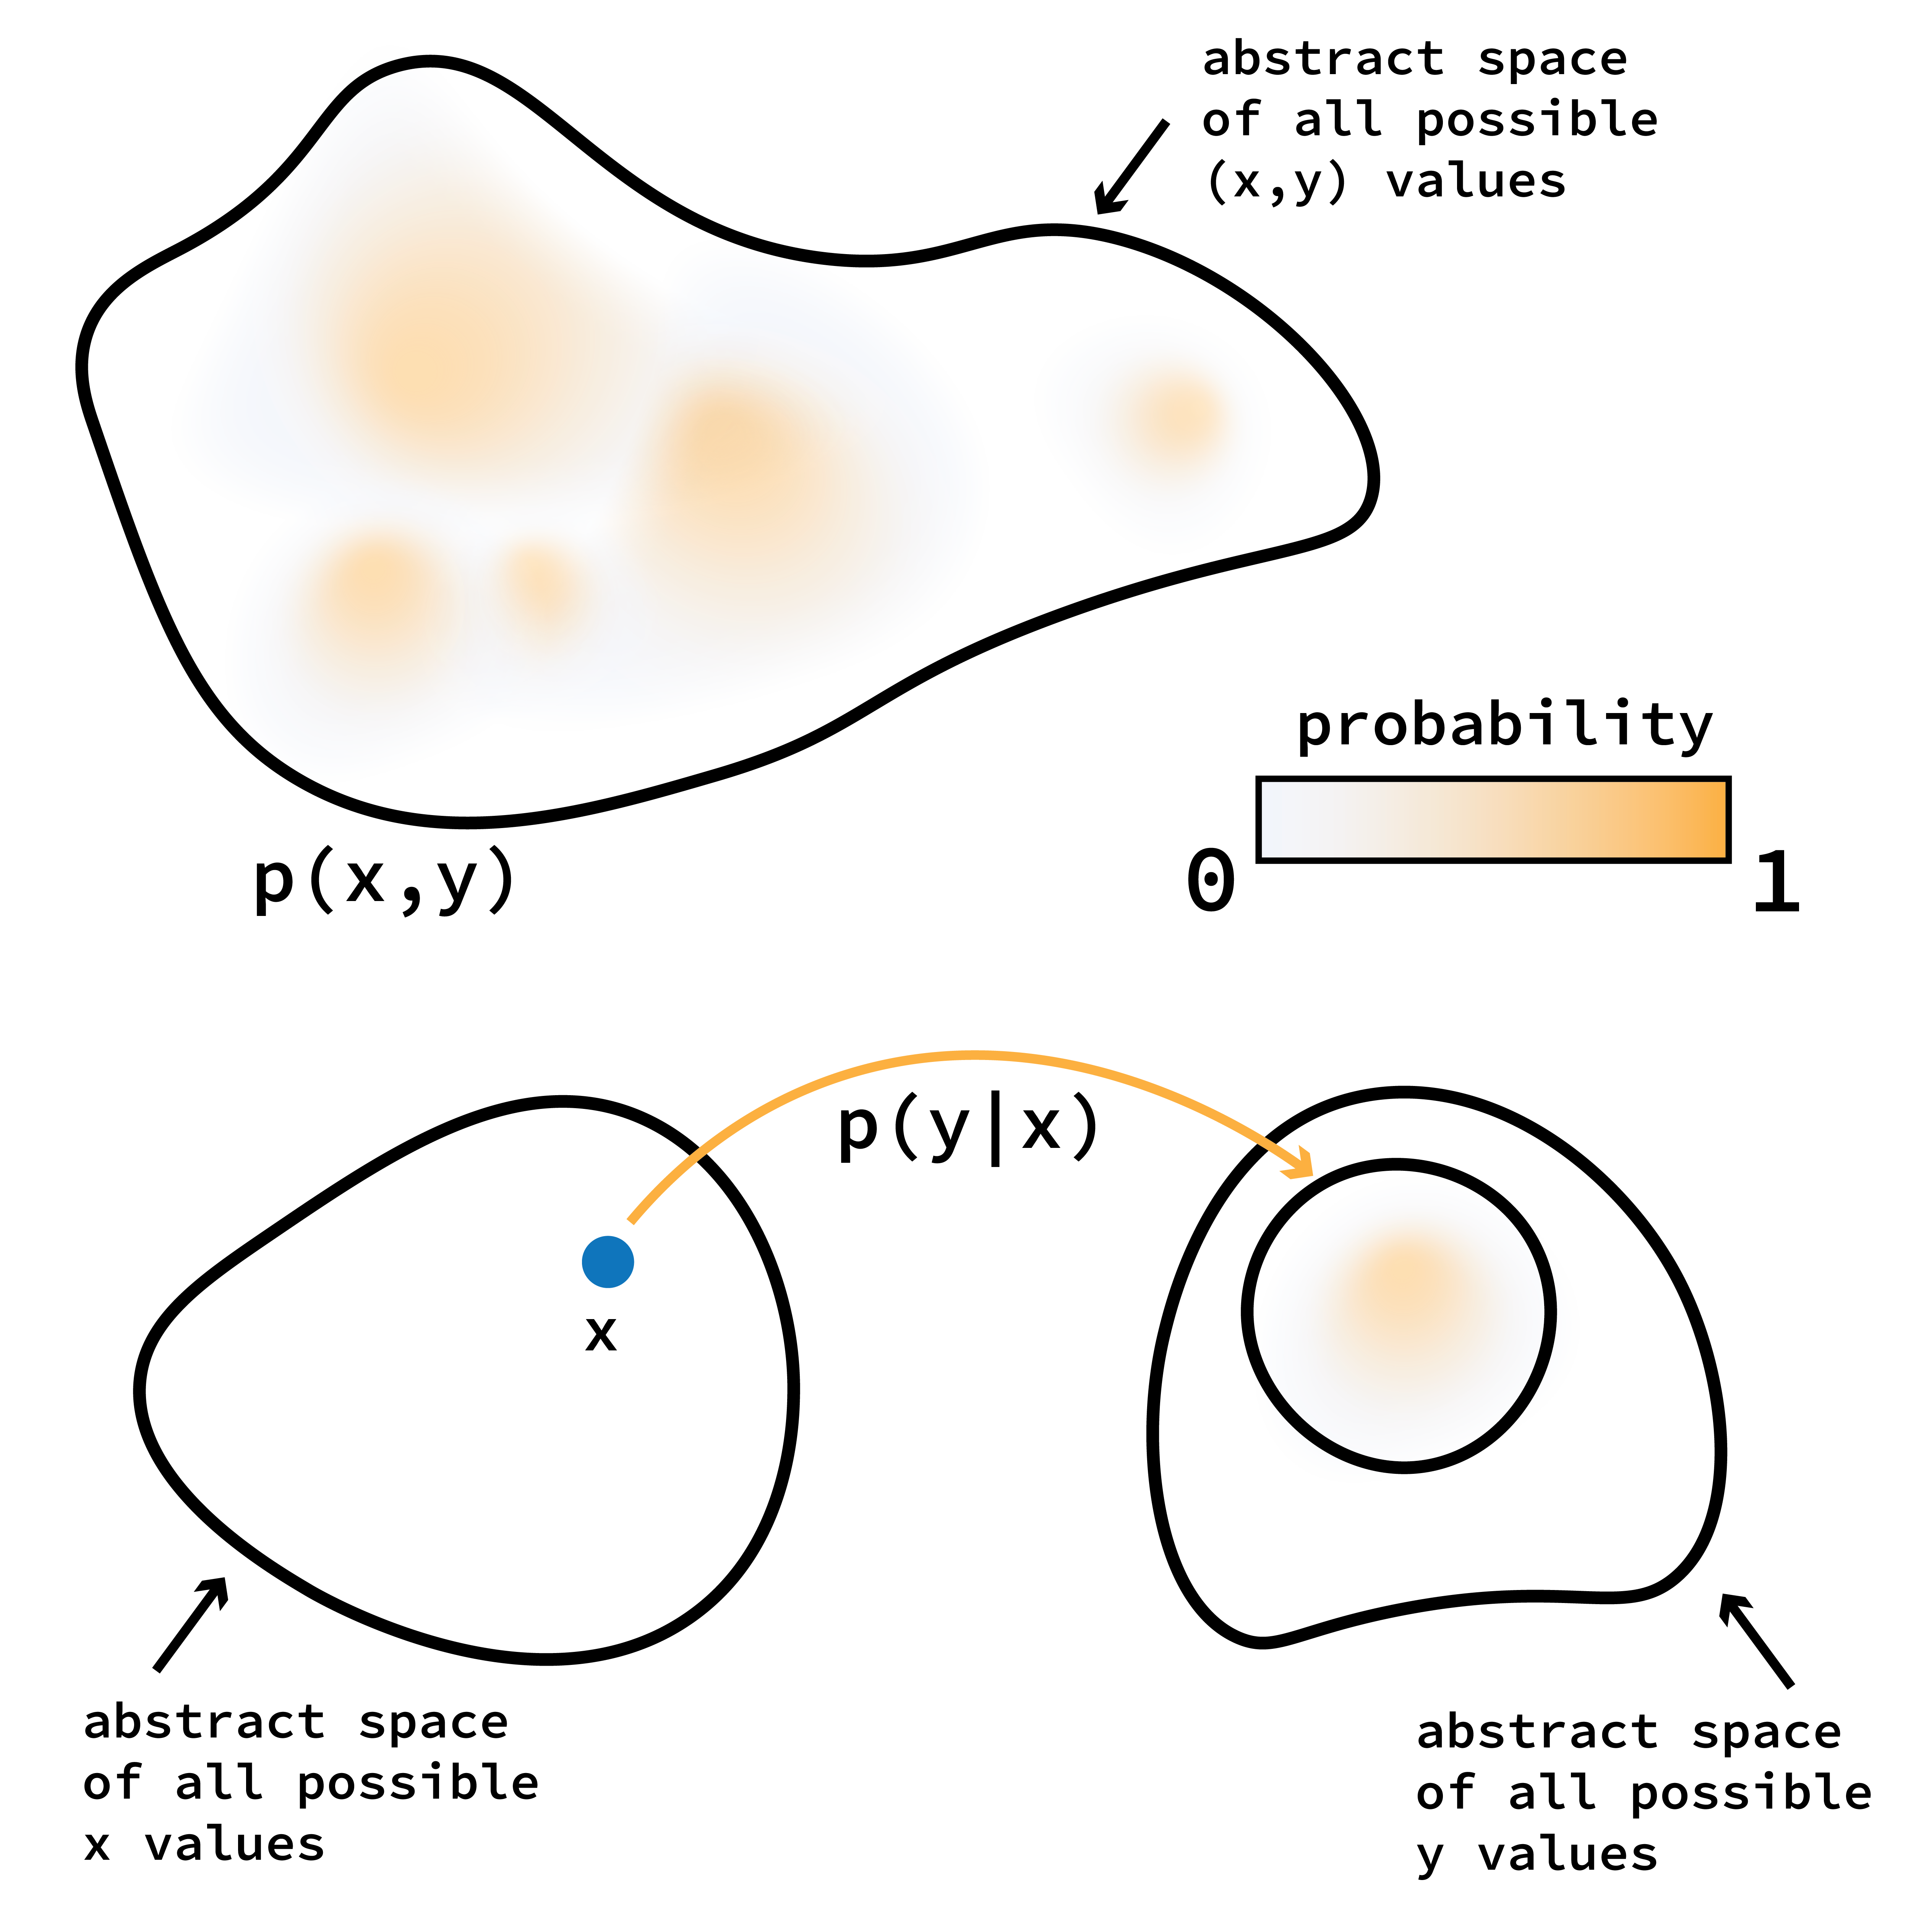 abstract space
of all possible
(x,y) values
probability
0
1
p(x,y)
p(y|x)
x
abstract space
of all possible
x values
abstract space
of all possible
y values